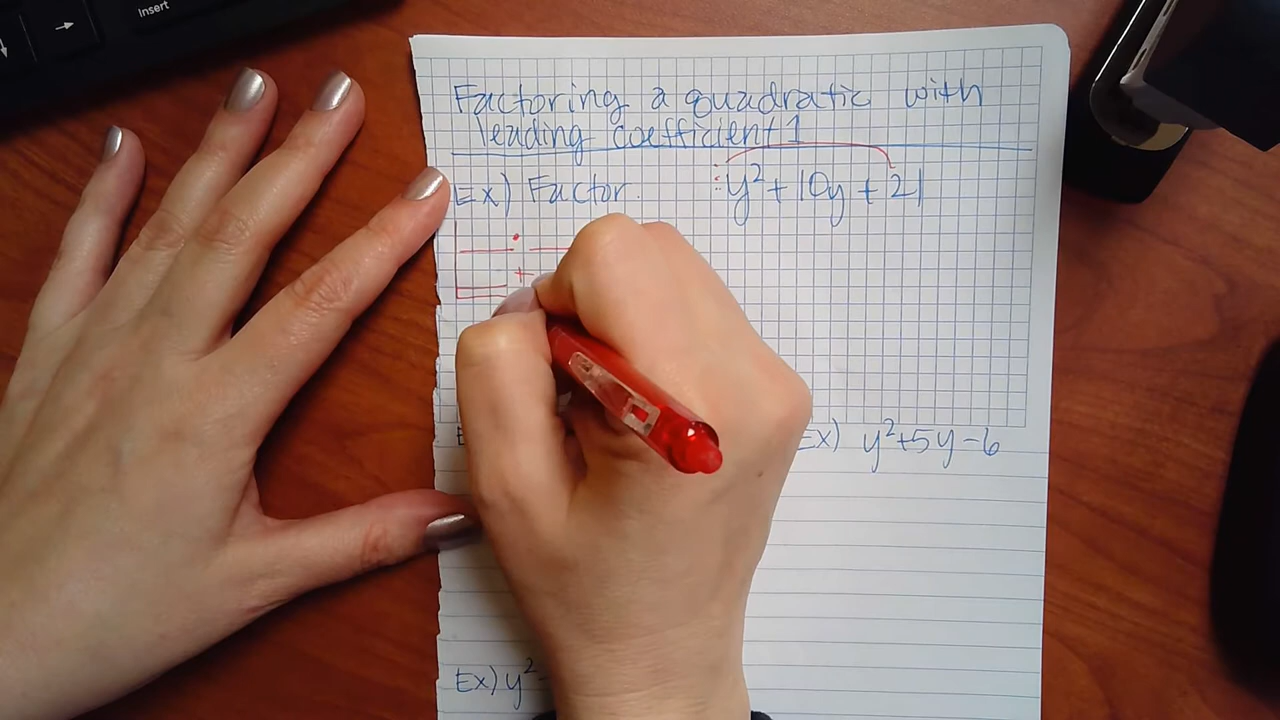 Insert
Factoring a quadratic with
leading coefficient 1
Ex) Factor. y²+10y+21
Ex) y²+5y-6
Ex) y²